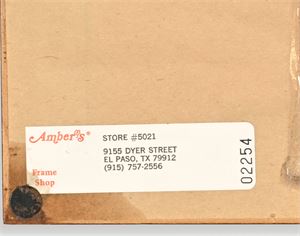 Amber's®
STORE #5021
9155 DYER STREET
EL PASO, TX 79912
(915) 757-2556
Frame
Shop
02254